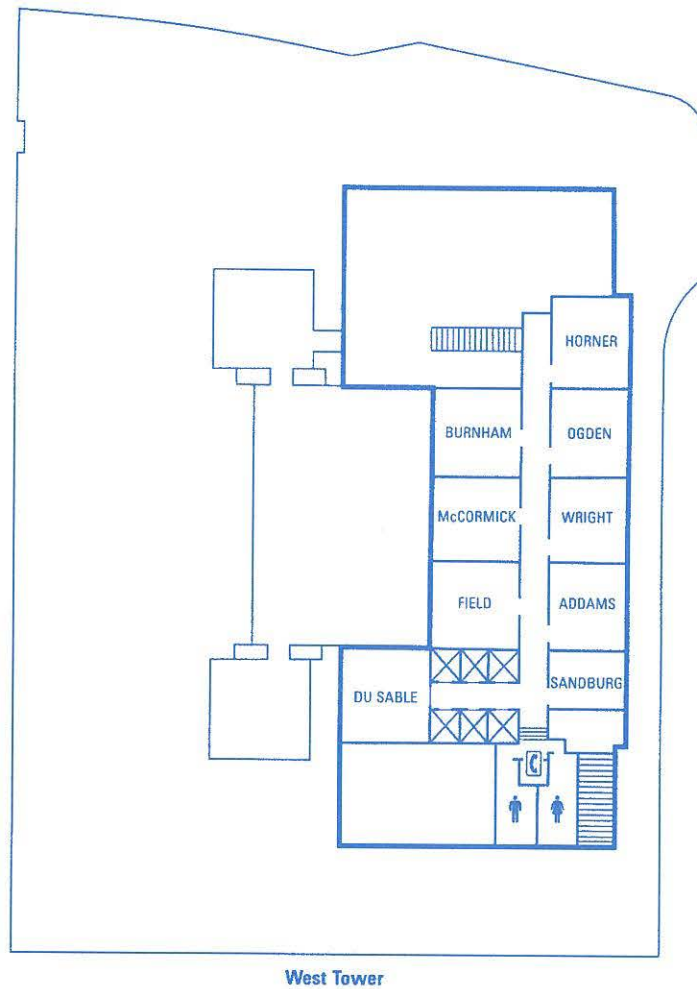 HORNER
BURNHAM
OGDEN
McCORMICK
WRIGHT
FIELD
ADDAMS
DU SABLE
SANDBURG
West Tower